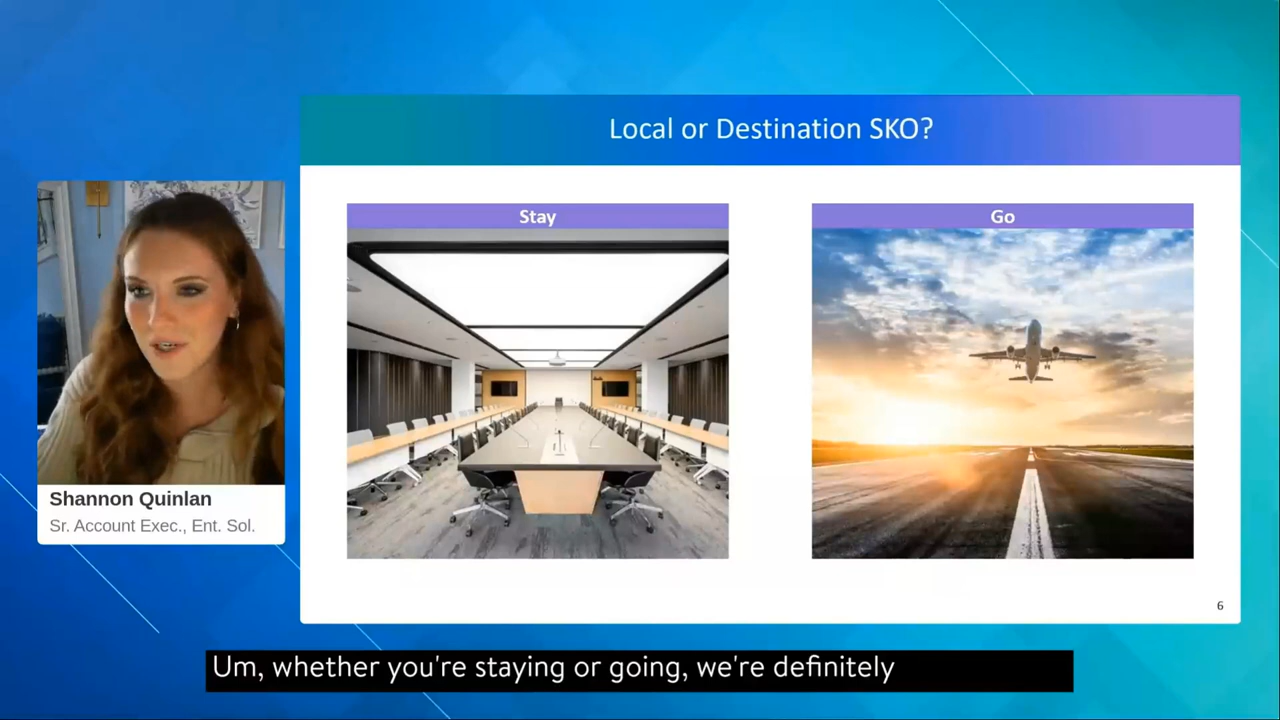 Local or Destination SKO?
Stay
Go
Shannon Quinlan
Sr. Account Exec., Ent. Sol.
6
Um, whether you're staying or going, we're definitely